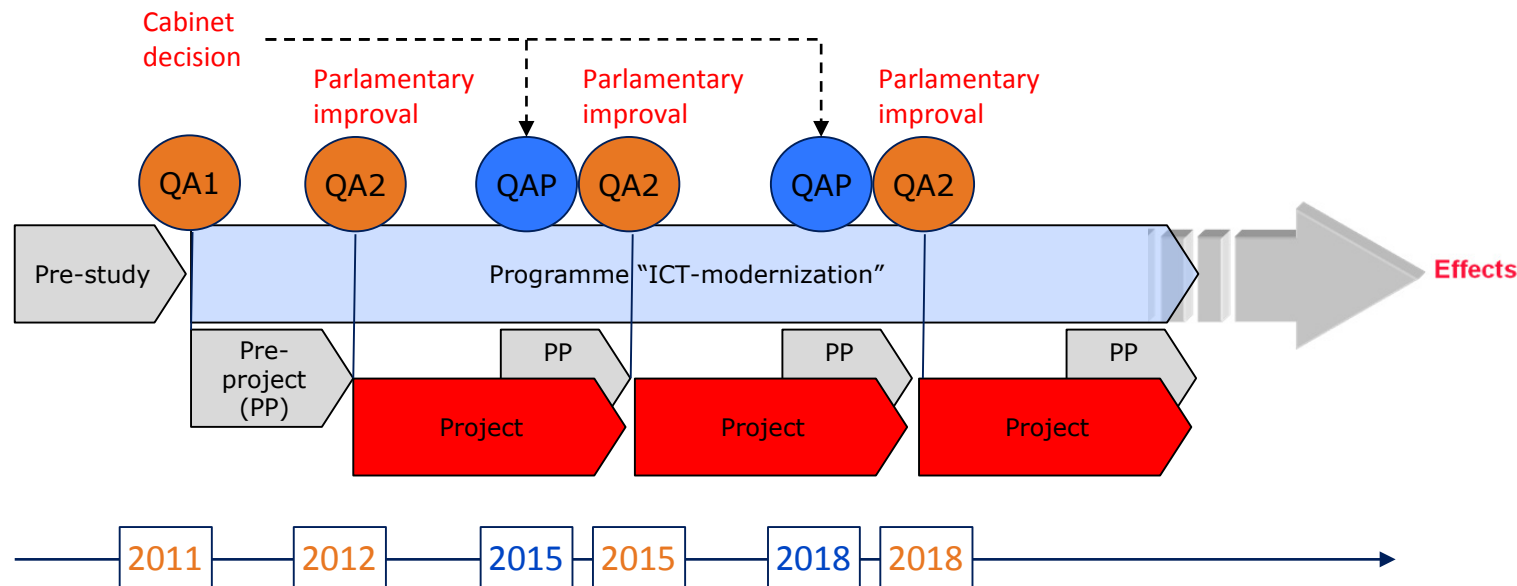 Cabinet
decision
Parlamentary
improval
Parlamentary
improval
Parlamentary
improval
QA1
QA2
QAP
QA2
QAP
QA2
Pre-study
Programme “ICT-modernization”
Effects
Pre-
project
(PP)
PP
PP
PP
Project
Project
Project
2011
2012
2015
2015
2018
2018